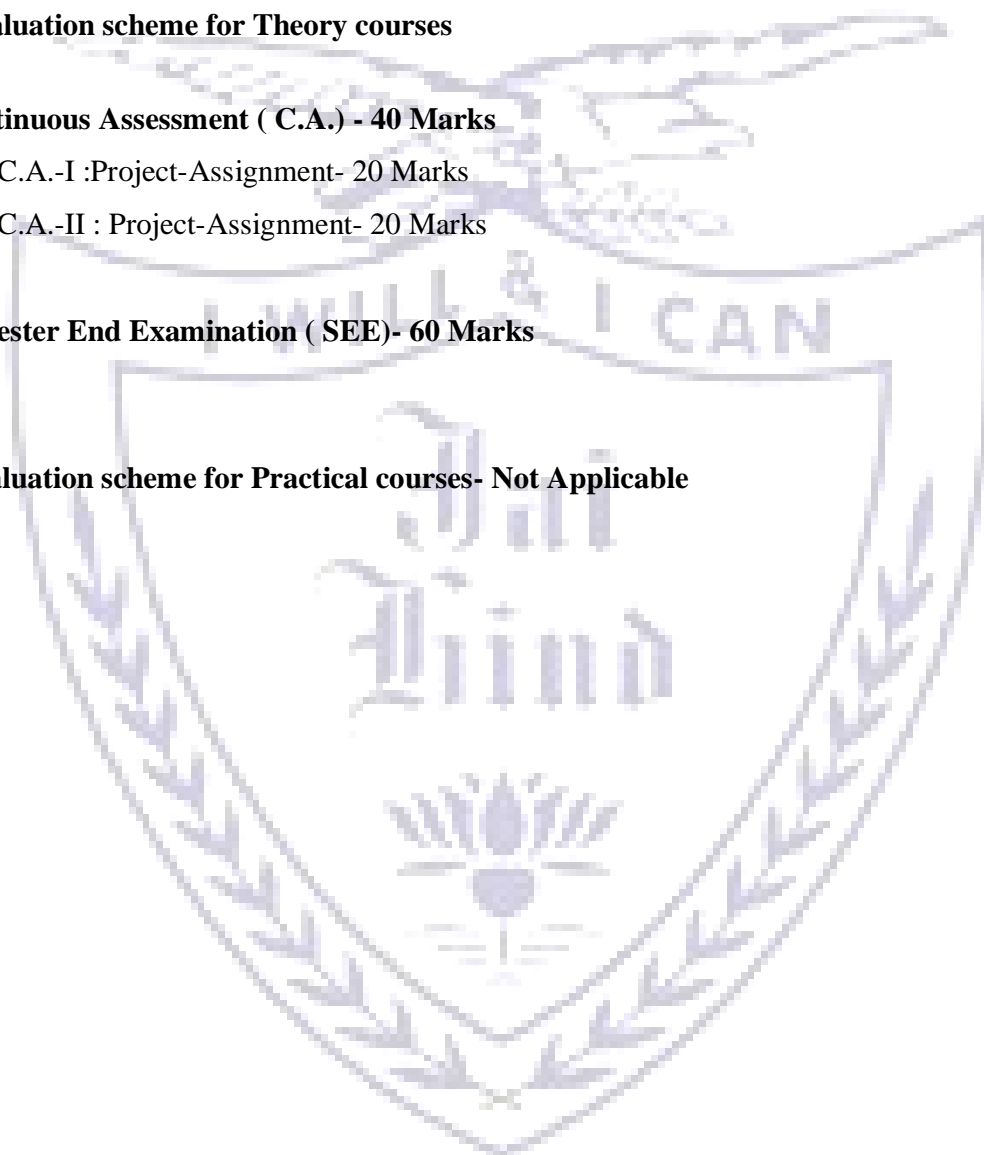 aluation scheme for Theory courses
tinuous Assessment ( C.A.) - 40 Marks
C.A.-I :Project-Assignment- 20 Marks
C.A.-II : Project-Assignment- 20 Marks
I WILL & I CAN
ester End Examination ( SEE)- 60 Marks
Jai
aluation scheme for Practical courses- Not Applicable
Hind